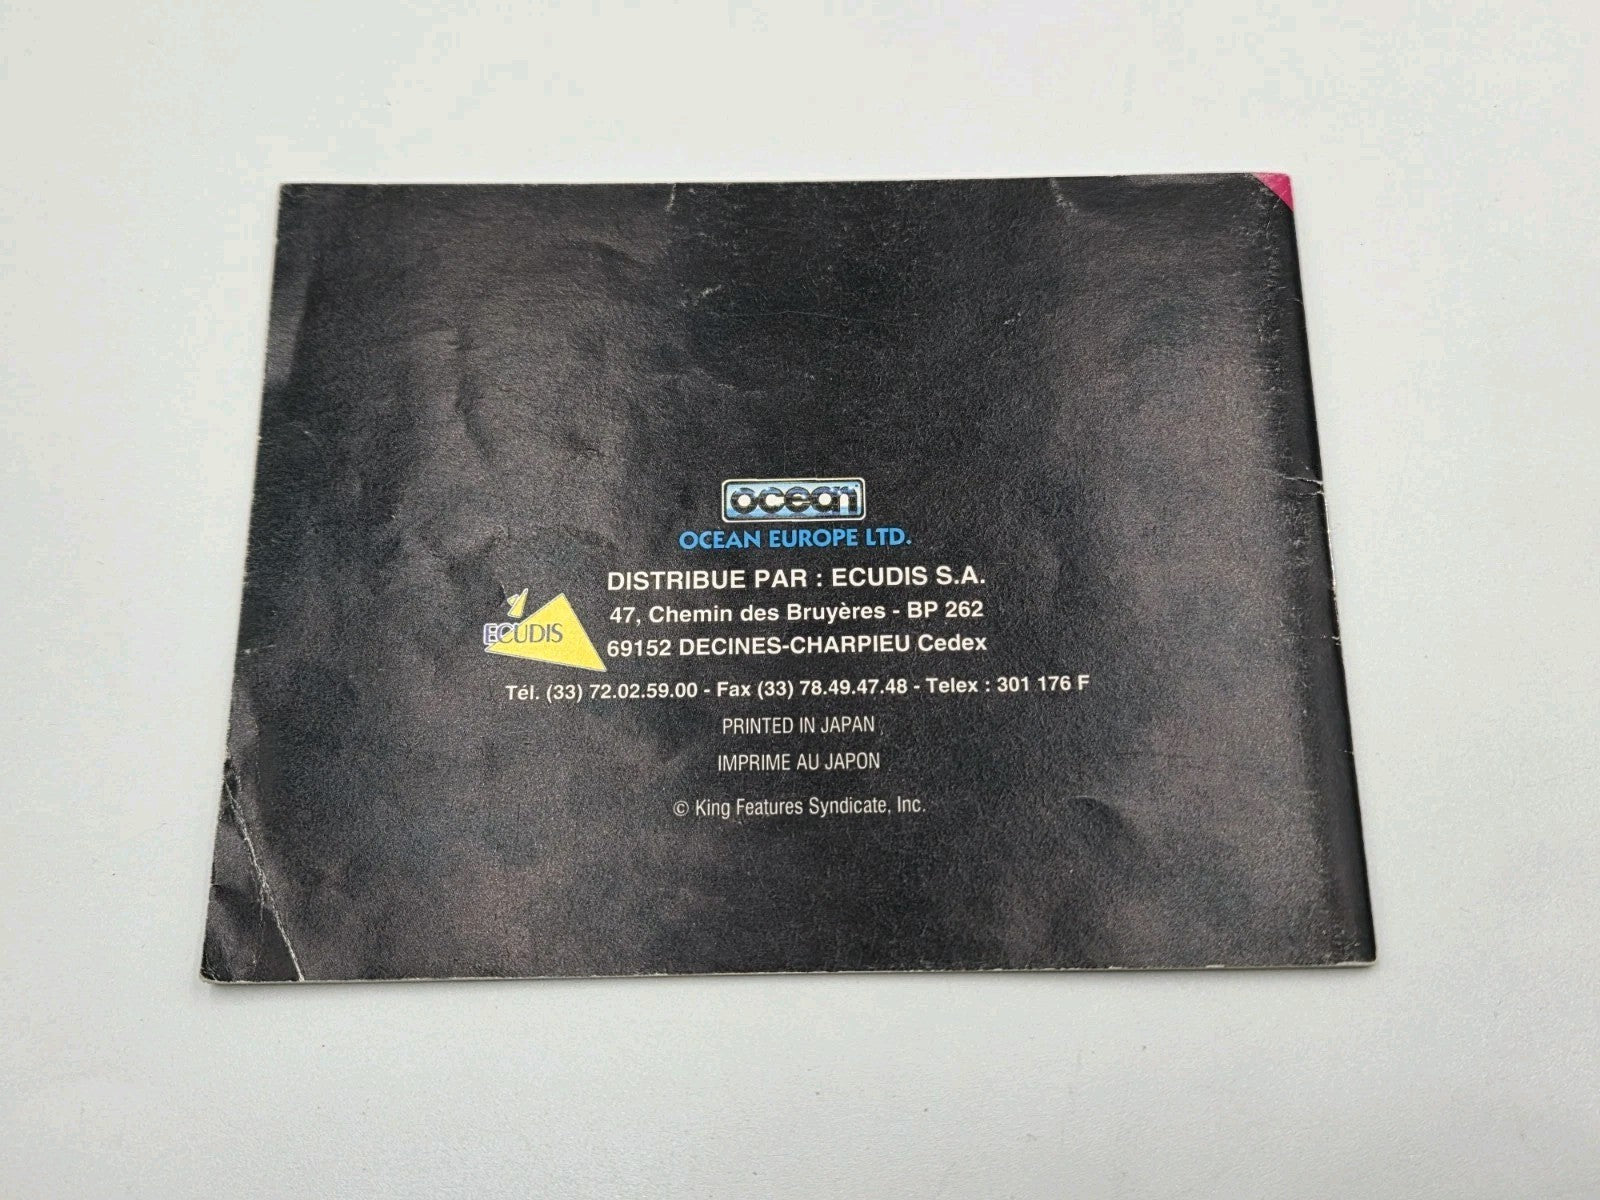 ocean
OCEAN EUROPE LTD.
DISTRIBUE PAR : ECUDIS S.A.
47, Chemin des Bruyères - BP 262
ECUDIS
69152 DECINES-CHARPIEU Cedex
Tél. (33) 72.02.59.00 - Fax (33) 78.49.47.48 - Telex : 301 176 F
PRINTED IN JAPAN
IMPRIME AU JAPON
© King Features Syndicate, Inc.